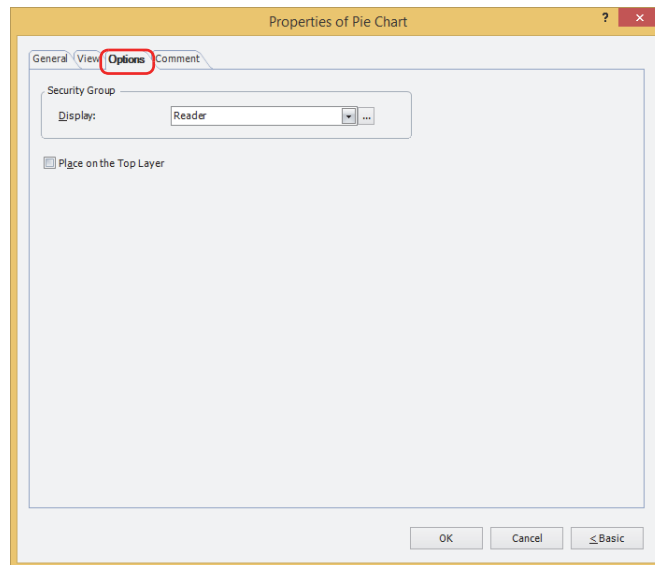 Properties of Pie Chart ? ×
General View Options Comment
Security Group
Display: Reader ...
Place on the Top Layer
OK Cancel < Basic